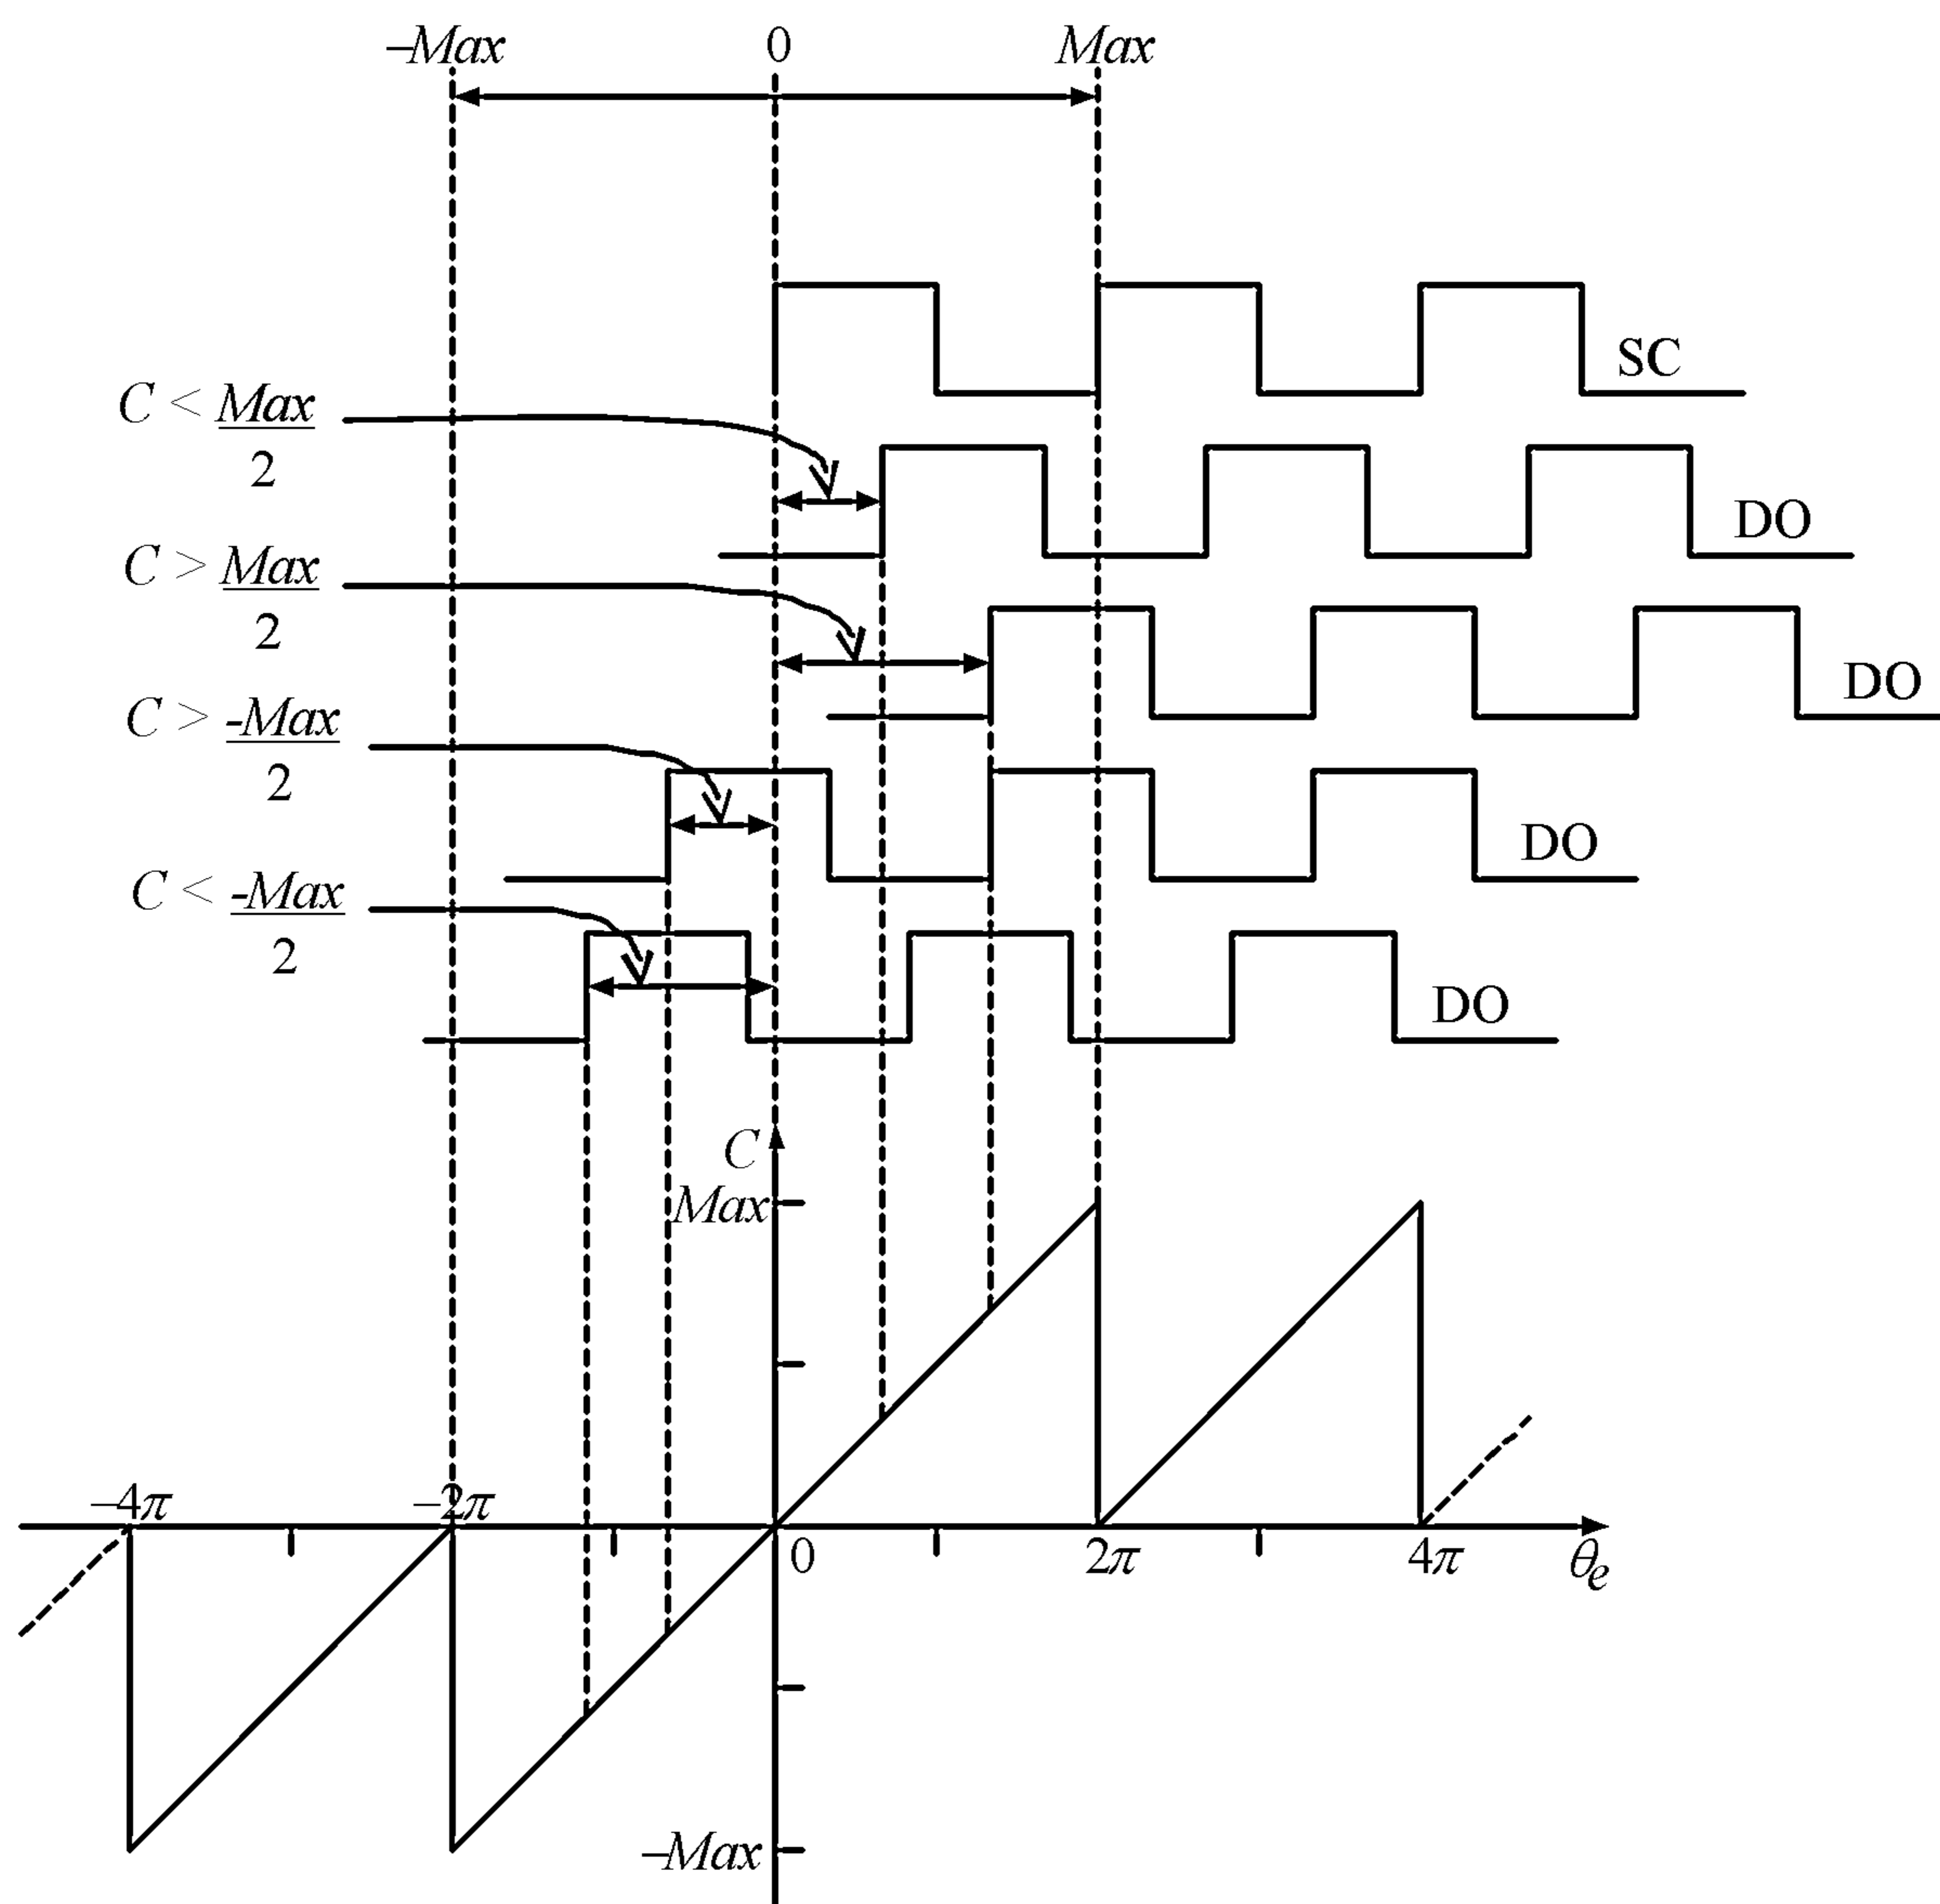 –Max 0 Max
SC
C < Max
2
DO
C > Max
2
DO
C > -Max
2
DO
C < -Max
2
DO
C
Max
–4π –2π
0 2π 4π θe
–Max